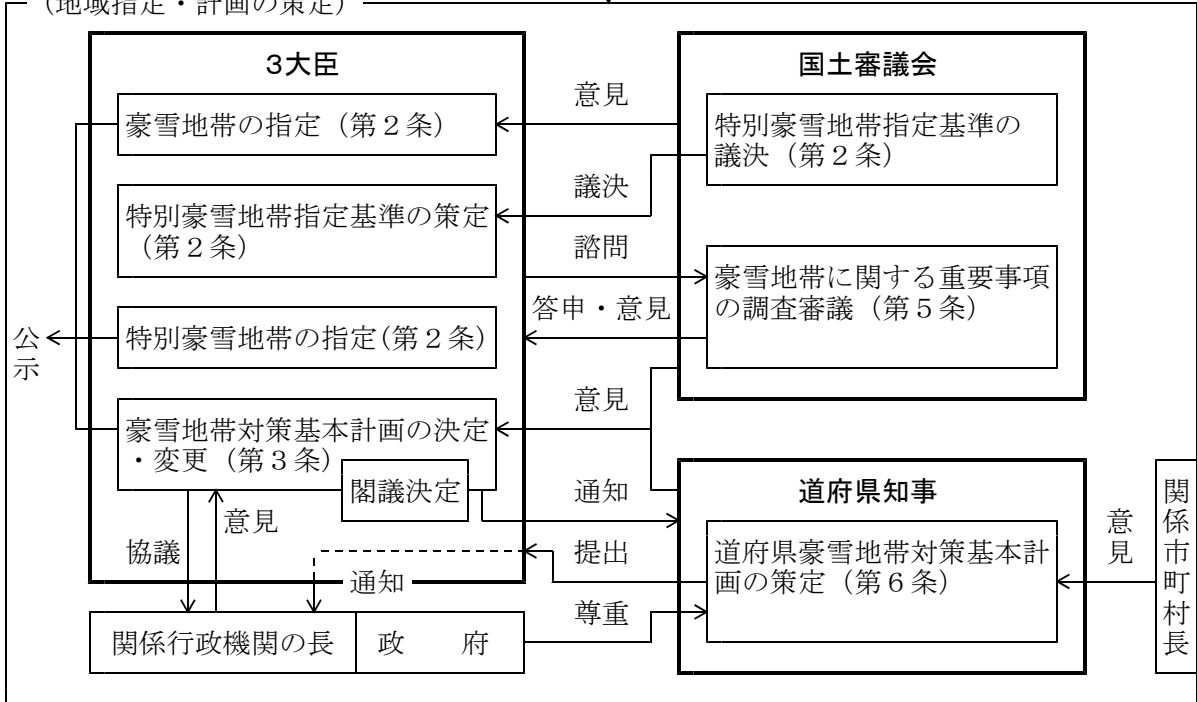 (地域指定・計画の策定)
3大臣
豪雪地帯の指定（第２条）
特別豪雪地帯指定基準の策定
（第２条）
特別豪雪地帯の指定(第２条)
豪雪地帯対策基本計画の決定
・変更（第３条）
閣議決定
公示
意見
議決
諮問
答申・意見
意見
通知
提出
尊重
国土審議会
特別豪雪地帯指定基準の
議決（第２条）
豪雪地帯に関する重要事項
の調査審議（第５条）
道府県知事
道府県豪雪地帯対策基本計
画の策定（第６条）
意見
関係市町村長
協議
意見
通知
関係行政機関の長
政　府